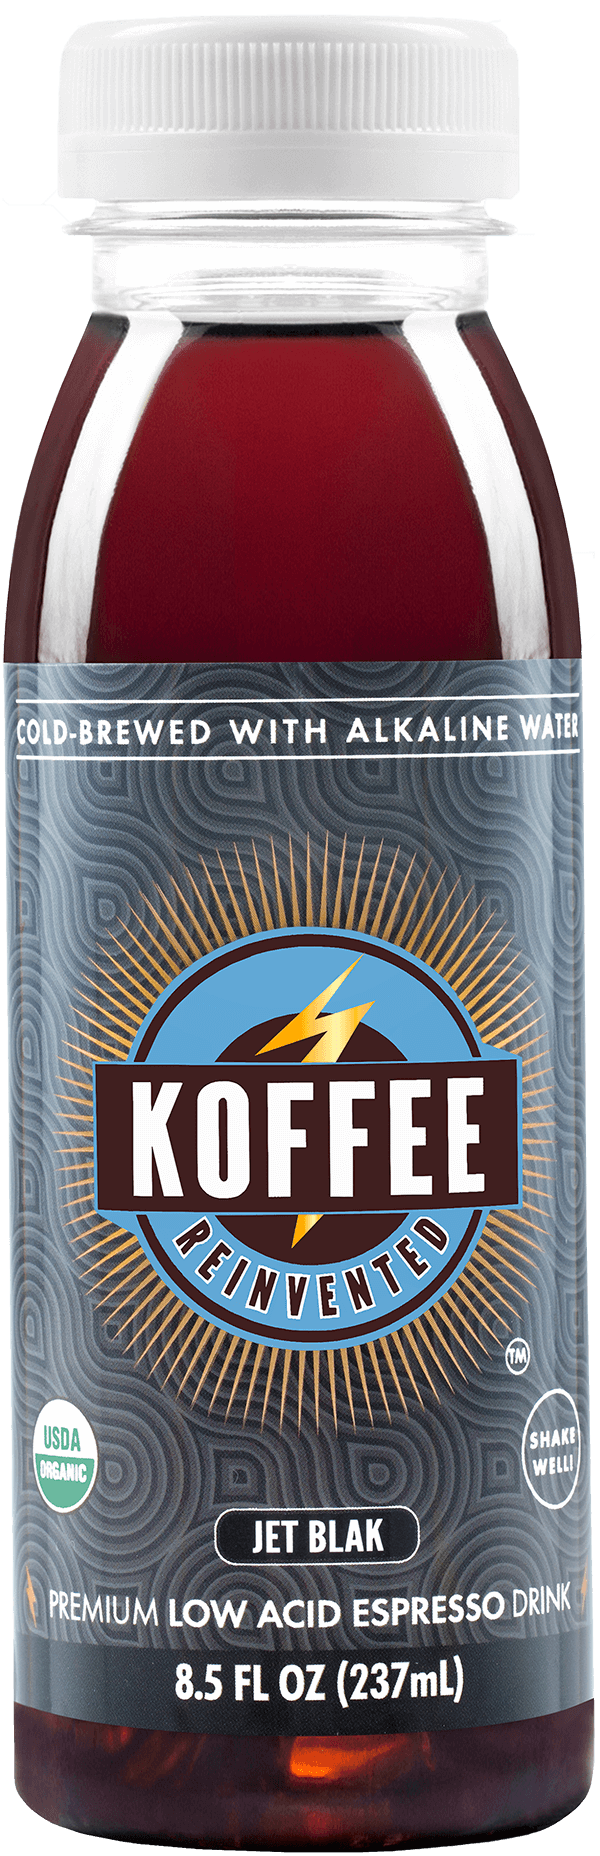 COLD-BREWED WITH ALKALINE WATER
KOFFEE
REINVENTED
TM
USDA
ORGANIC
SHAKE
WELL!
JET BLAK
PREMIUM LOW ACID ESPRESSO DRINK
8.5 FL OZ (237mL)